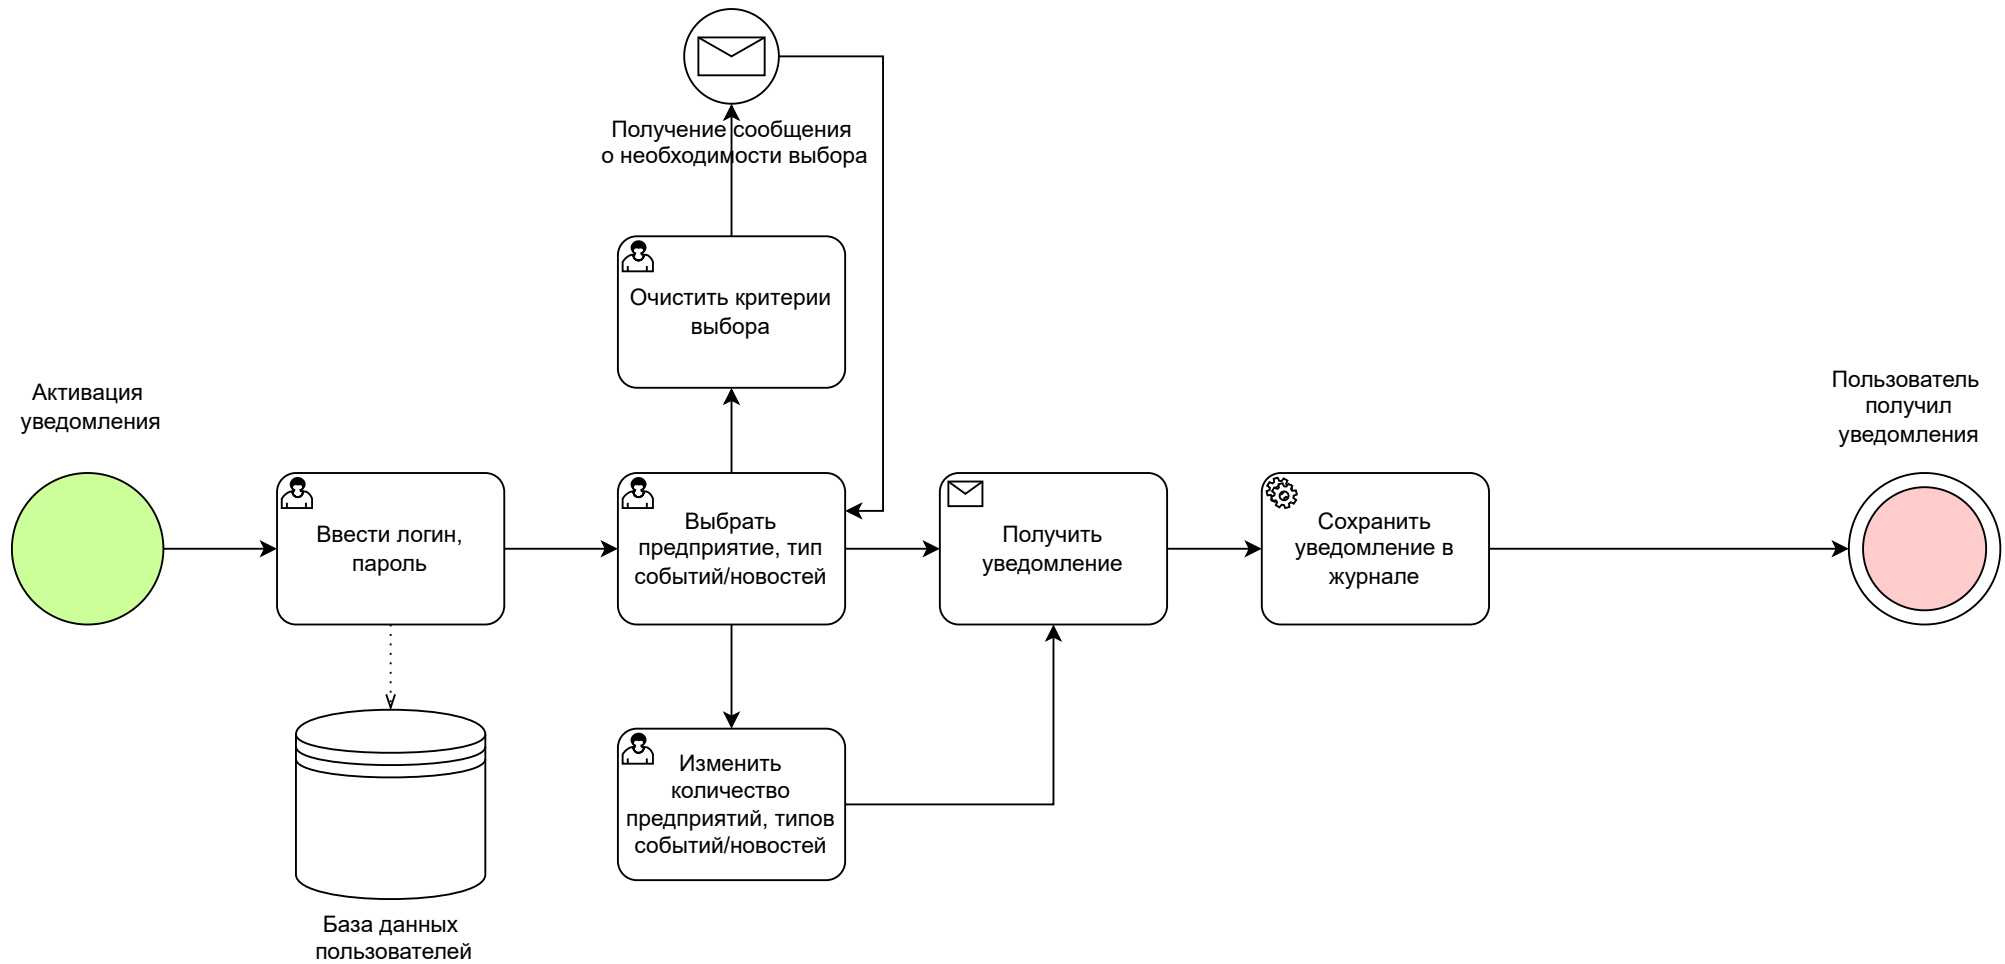 Получение сообщения
о необходимости выбора
Очистить критерии
выбора
Активация
уведомления
Пользователь
получил
уведомления
Ввести логин,
пароль
Выбрать
предприятие, тип
событий/новостей
Получить
уведомление
Сохранить
уведомление в
журнале
Изменить
количество
предприятий, типов
событий/новостей
База данных
пользователей